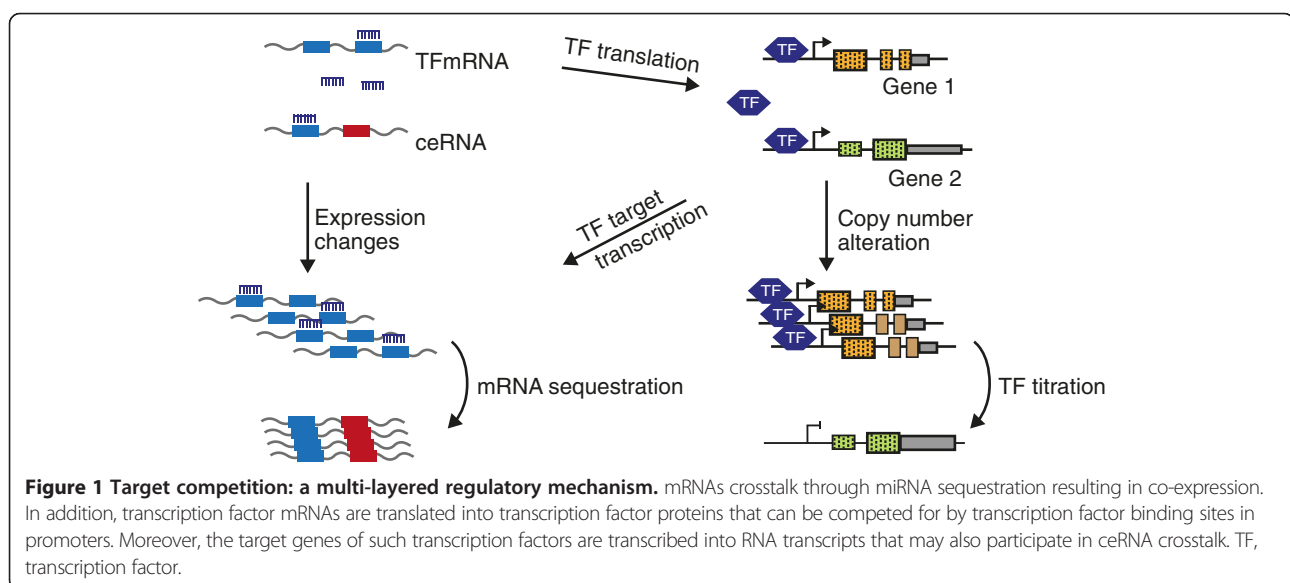 TFmRNA
TF translation
TF
Gene 1
TF
ceRNA
TF
Gene 2
Expression
changes
TF target
transcription
Copy number
alteration
TF
TF
TF
mRNA sequestration
TF titration
Figure 1 Target competition: a multi-layered regulatory mechanism. mRNAs crosstalk through miRNA sequestration resulting in co-expression.
In addition, transcription factor mRNAs are translated into transcription factor proteins that can be competed for by transcription factor binding sites in
promoters. Moreover, the target genes of such transcription factors are transcribed into RNA transcripts that may also participate in ceRNA crosstalk. TF,
transcription factor.